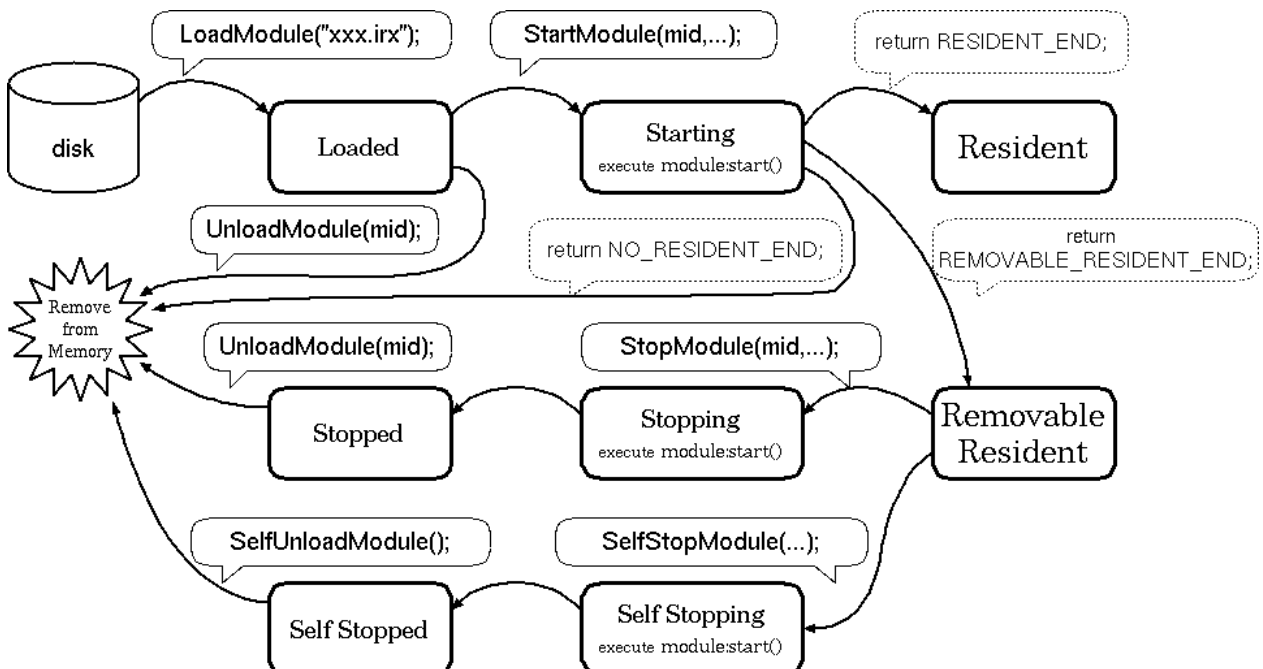 LoadModule("xxx.irx");
StartModule(mid,...);
return RESIDENT_END;
disk
Loaded
Starting
execute module:start()
Resident
UnloadModule(mid);
return NO_RESIDENT_END;
return
REMOVABLE_RESIDENT_END;
Remove
from
Memory
UnloadModule(mid);
StopModule(mid,...);
Stopped
Stopping
execute module:start()
Removable
Resident
SelfUnloadModule();
SelfStopModule(...);
Self Stopped
Self Stopping
execute module:start()